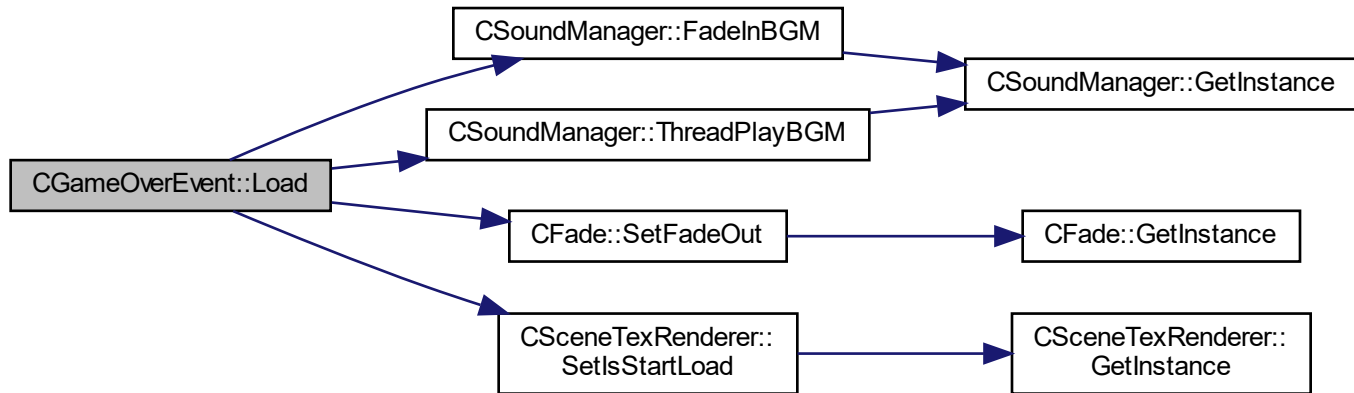 CGameOverEvent::Load
CSoundManager::FadeInBGM
CSoundManager::GetInstance
CSoundManager::ThreadPlayBGM
CFade::SetFadeOut
CFade::GetInstance
CSceneTexRenderer::
SetIsStartLoad
CSceneTexRenderer::
GetInstance